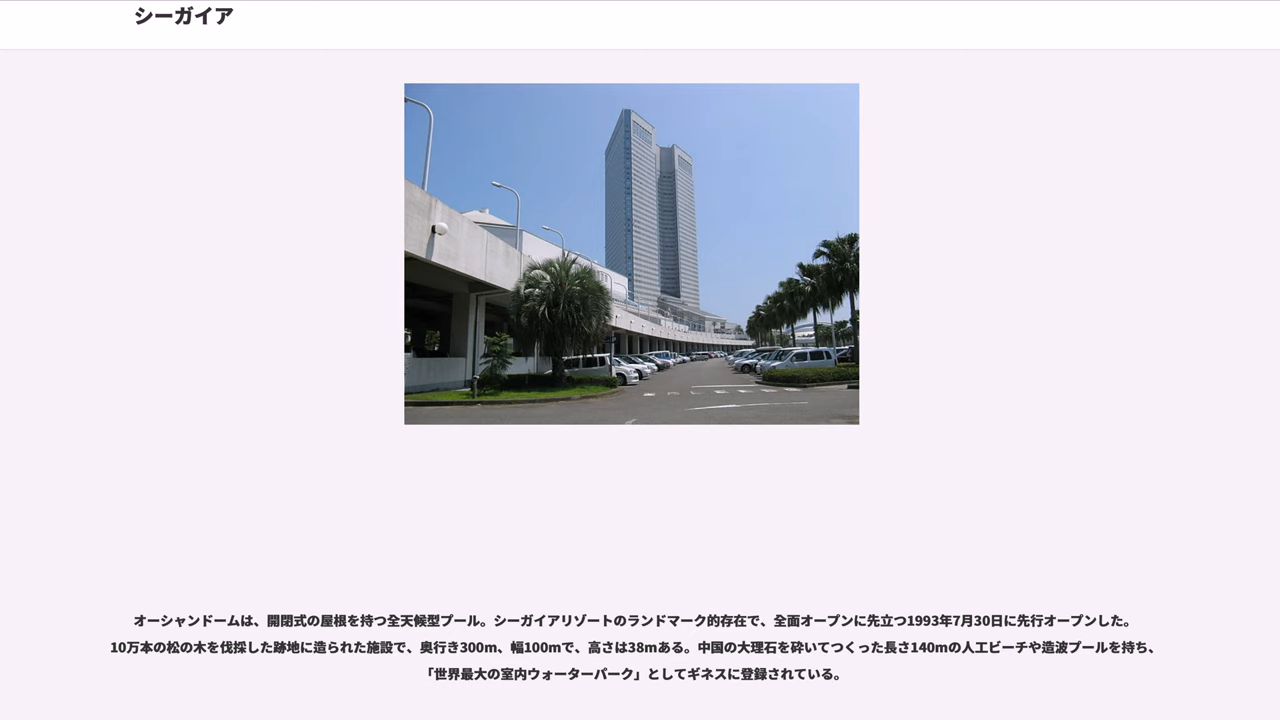 シーガイア
オーシャンドームは、開閉式の屋根を持つ全天候型プール。シーガイアリゾートのランドマーク的存在で、全面オープンに先立つ1993年7月30日に先行オープンした。
10万本の松の木を伐採した跡地に造られた施設で、奥行き300m、幅100mで、高さは38mある。中国の大理石を砕いてつくった長さ140mの人工ビーチや造波プールを持ち、
「世界最大の室内ウォーターパーク」としてギネスに登録されている。